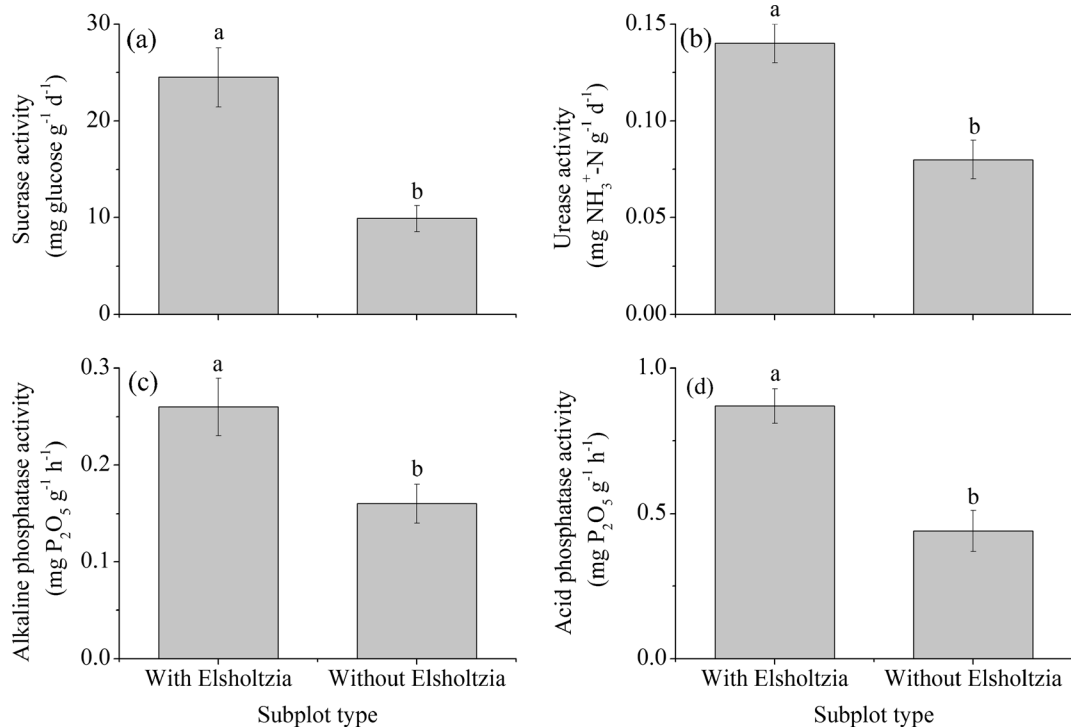 (a)
a
b
30
20
10
0
Sucrase activity
(mg glucose g⁻¹ d⁻¹)
(b)
a
b
0.15
0.10
0.05
0.00
Urease activity
(mg NH₃⁺-N g⁻¹ d⁻¹)
(c)
a
b
0.3
0.2
0.1
0.0
Alkaline phosphatase activity
(mg P₂O₅ g⁻¹ h⁻¹)
With Elsholtzia
Without Elsholtzia
Subplot type
(d)
a
b
1.0
0.5
0.0
Acid phosphatase activity
(mg P₂O₅ g⁻¹ h⁻¹)
With Elsholtzia
Without Elsholtzia
Subplot type